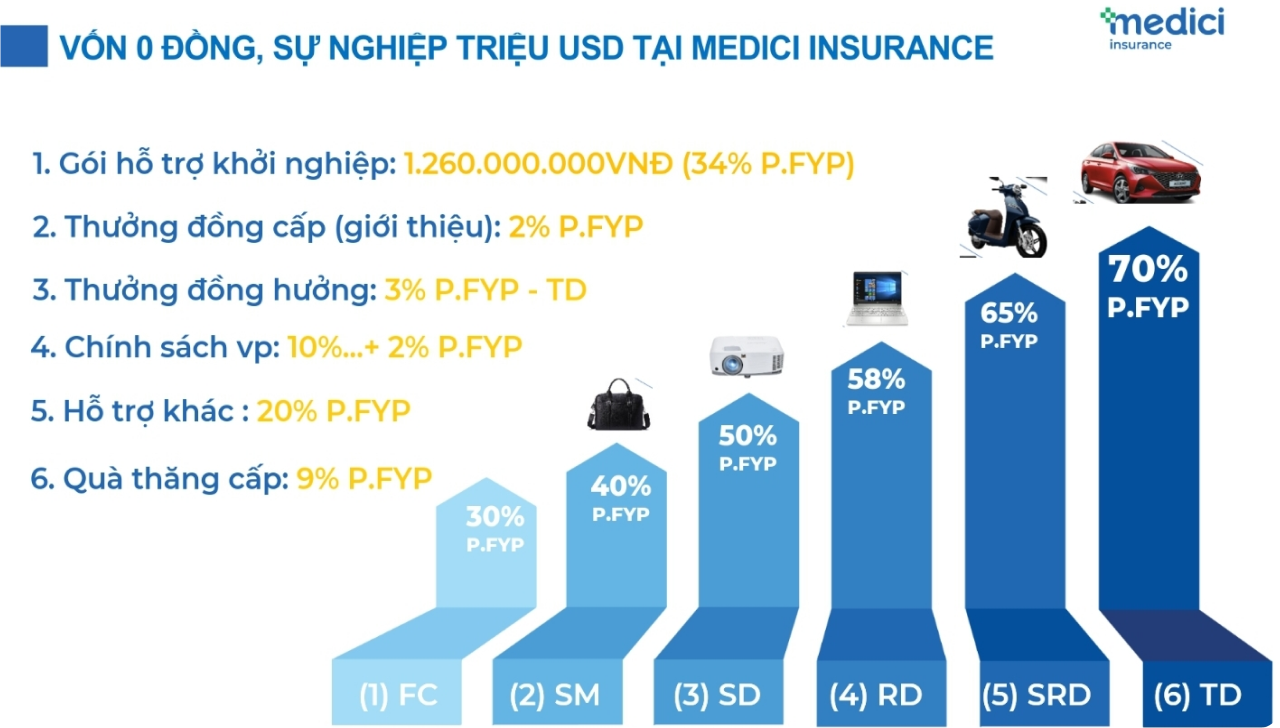 VỐN 0 ĐỒNG, SỰ NGHIỆP TRIỆU USD TẠI MEDICI INSURANCE
medici
insurance
1. Gói hỗ trợ khởi nghiệp: 1.260.000.000VNĐ (34% P.FYP)
2. Thưởng đồng cấp (giới thiệu): 2% P.FYP
3. Thưởng đồng hưởng: 3% P.FYP - TD
4. Chính sách vp: 10%...+ 2% P.FYP
5. Hỗ trợ khác : 20% P.FYP
6. Quà thăng cấp: 9% P.FYP
30%
P.FYP
40%
P.FYP
50%
P.FYP
58%
P.FYP
65%
P.FYP
70%
P.FYP
(1) FC
(2) SM
(3) SD
(4) RD
(5) SRD
(6) TD